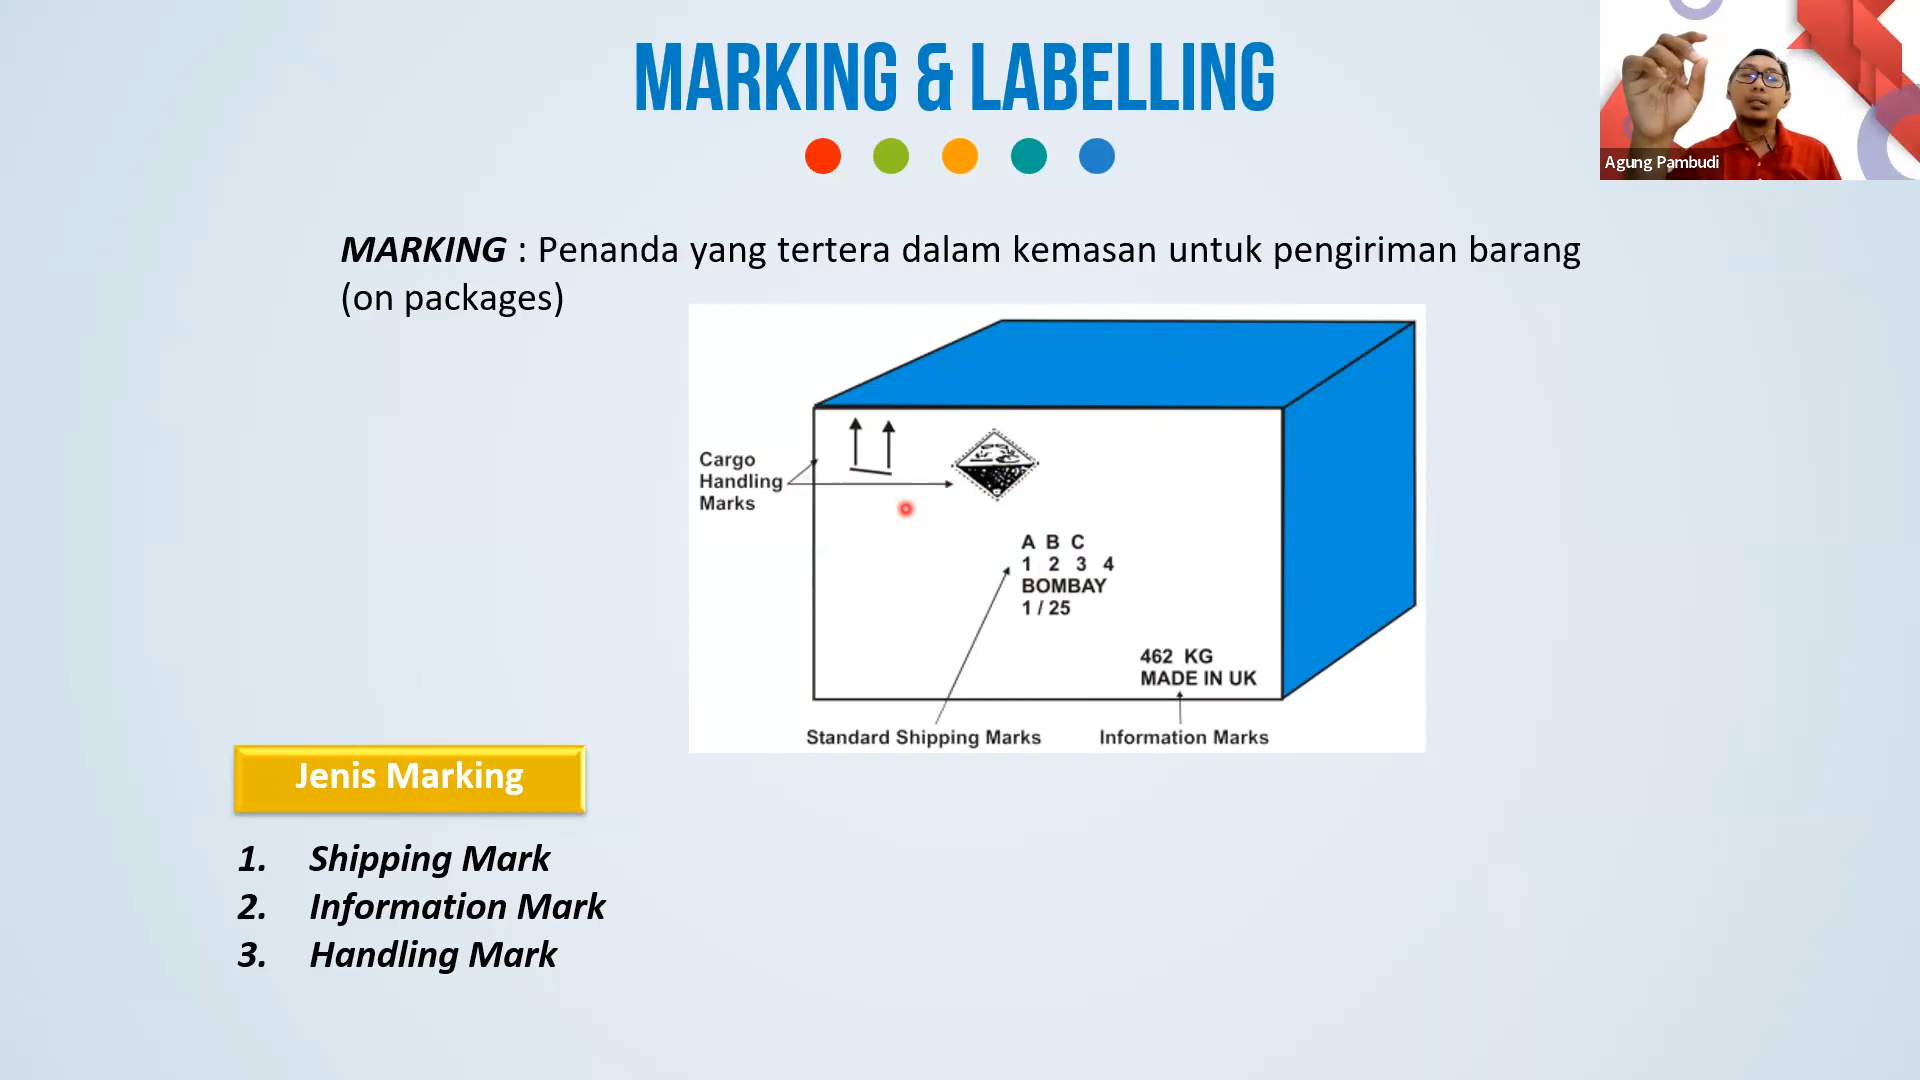 MARKING & LABELLING
Agung Pambudi
MARKING : Penanda yang tertera dalam kemasan untuk pengiriman barang
(on packages)
Cargo
Handling
Marks
A B C
1 2 3 4
BOMBAY
1 / 25
462 KG
MADE IN UK
Standard Shipping Marks
Information Marks
Jenis Marking
1. Shipping Mark
2. Information Mark
3. Handling Mark